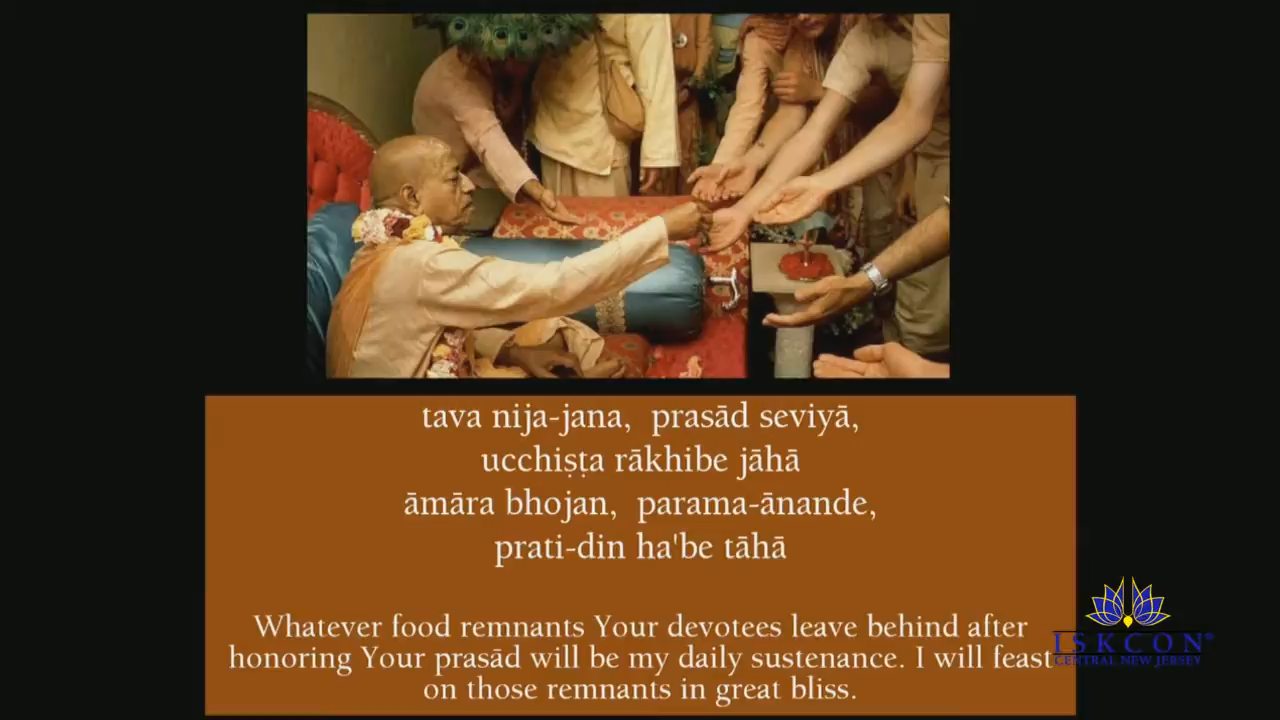 tava nija-jana, prasād seviyā,
ucchiṣṭa rākhibe jāhā
āmāra bhojan, parama-ānande,
prati-din ha'be tāhā
Whatever food remnants Your devotees leave behind after
honoring Your prasād will be my daily sustenance. I will feast
on those remnants in great bliss.
ISKCON®
CENTRAL NEW JERSEY